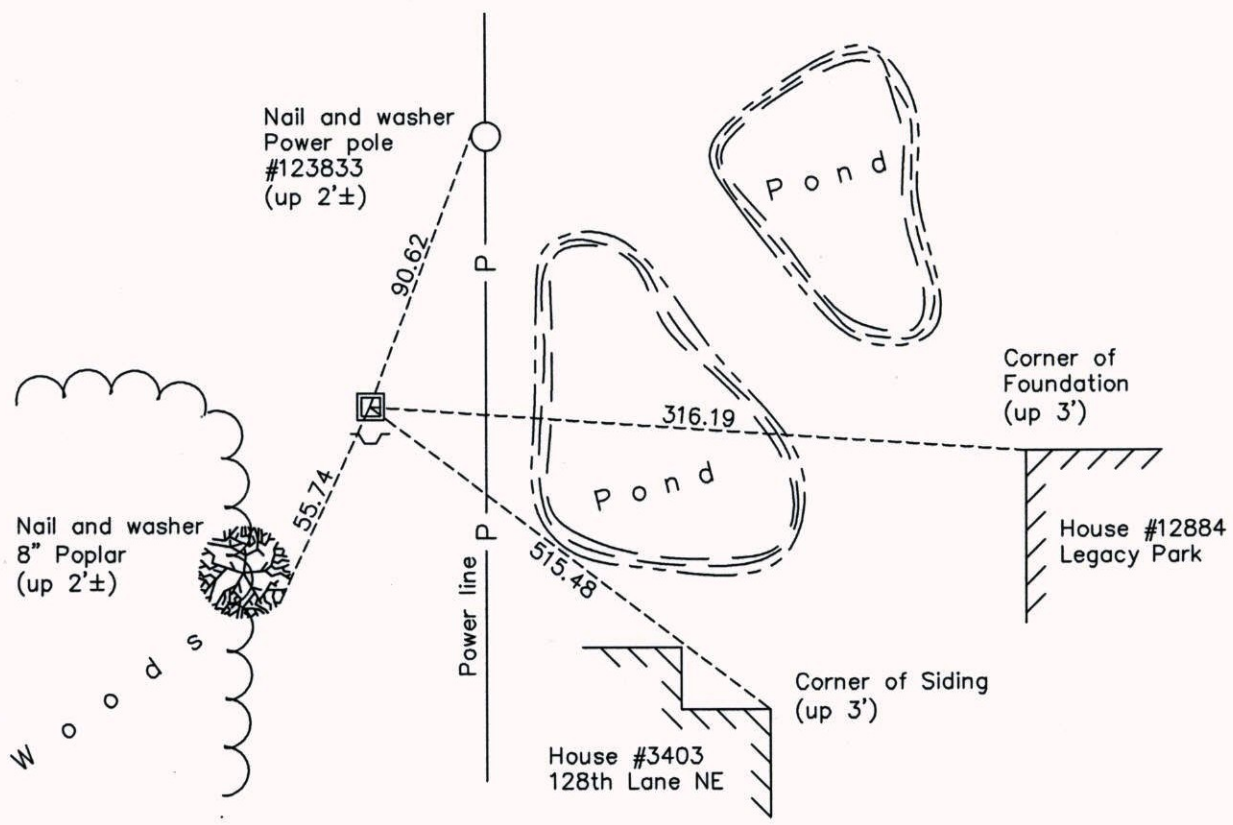 Nail and washer
Power pole
#123833
(up 2'±)
Pond
90.62
P
Corner of
Foundation
(up 3')
316.19
Pond
55.74
Nail and washer
8" Poplar
(up 2'±)
P
515.48
House #12884
Legacy Park
Power line
Woods
Corner of Siding
(up 3')
House #3403
128th Lane NE